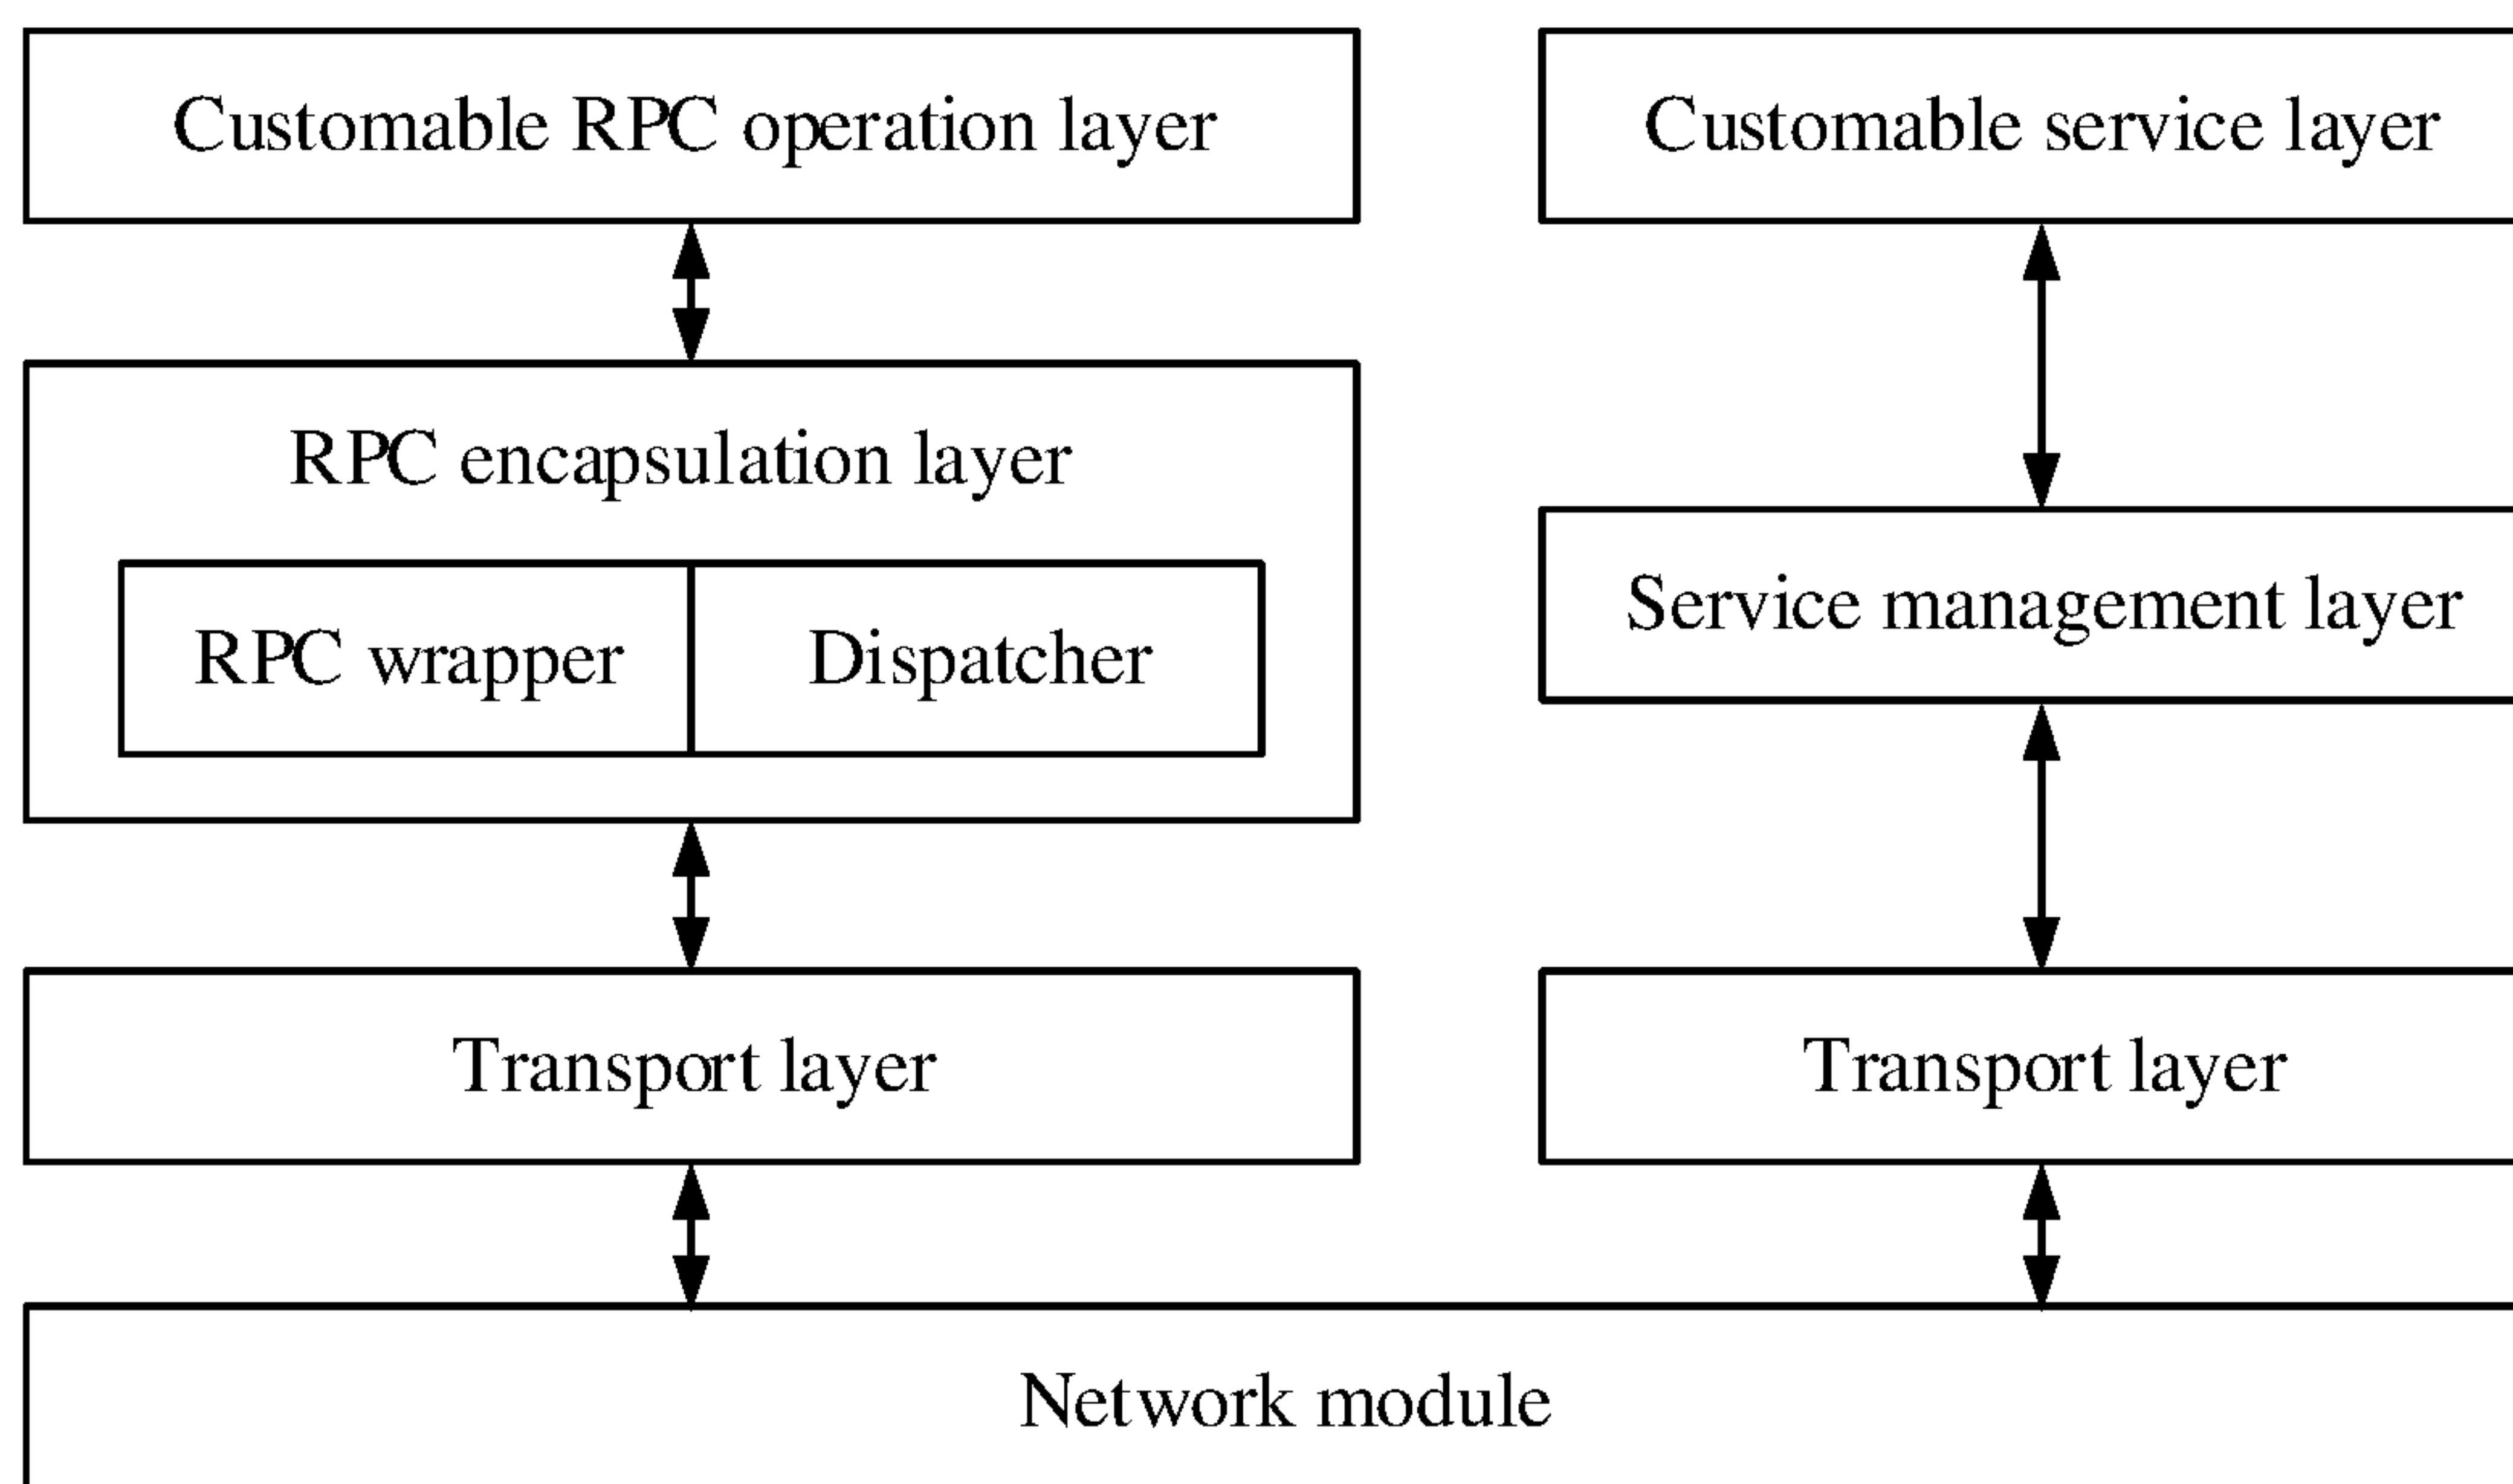 Customable RPC operation layer
Customable service layer
RPC encapsulation layer
RPC wrapper
Dispatcher
Service management layer
Transport layer
Transport layer
Network module